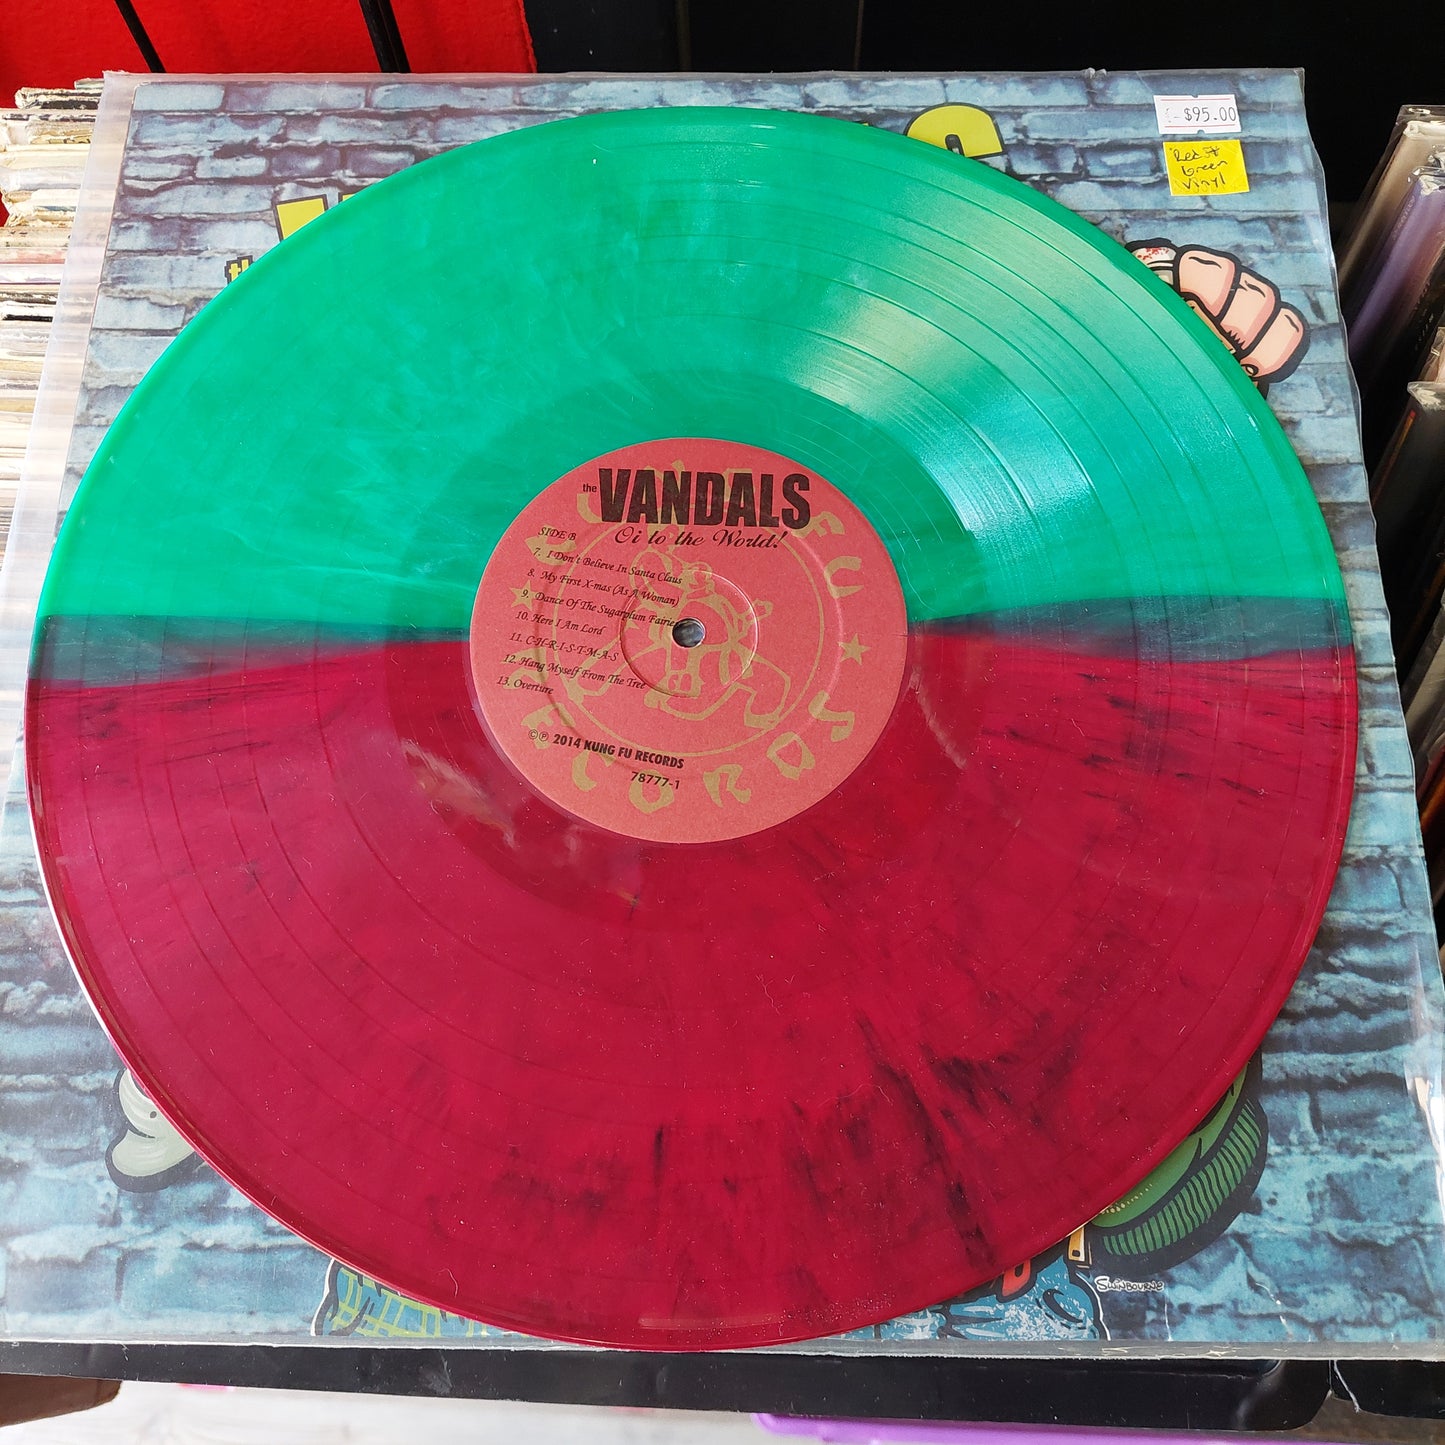 $95.00
Red &
Green
Vinyl
the VANDALS
Oi to the World!
SIDE B
7. I Don't Believe In Santa Claus
8. My First X-mas (As A Woman)
9. Dance Of The Sugarplum Fairies
10. Here I Am Lord
11. C-H-R-I-S-T-M-A-S
12. Hang Myself From The Tree
13. Overture
©℗ 2014 KUNG FU RECORDS
78777-1
KUNG FU RECORDS
SWINBOURNE